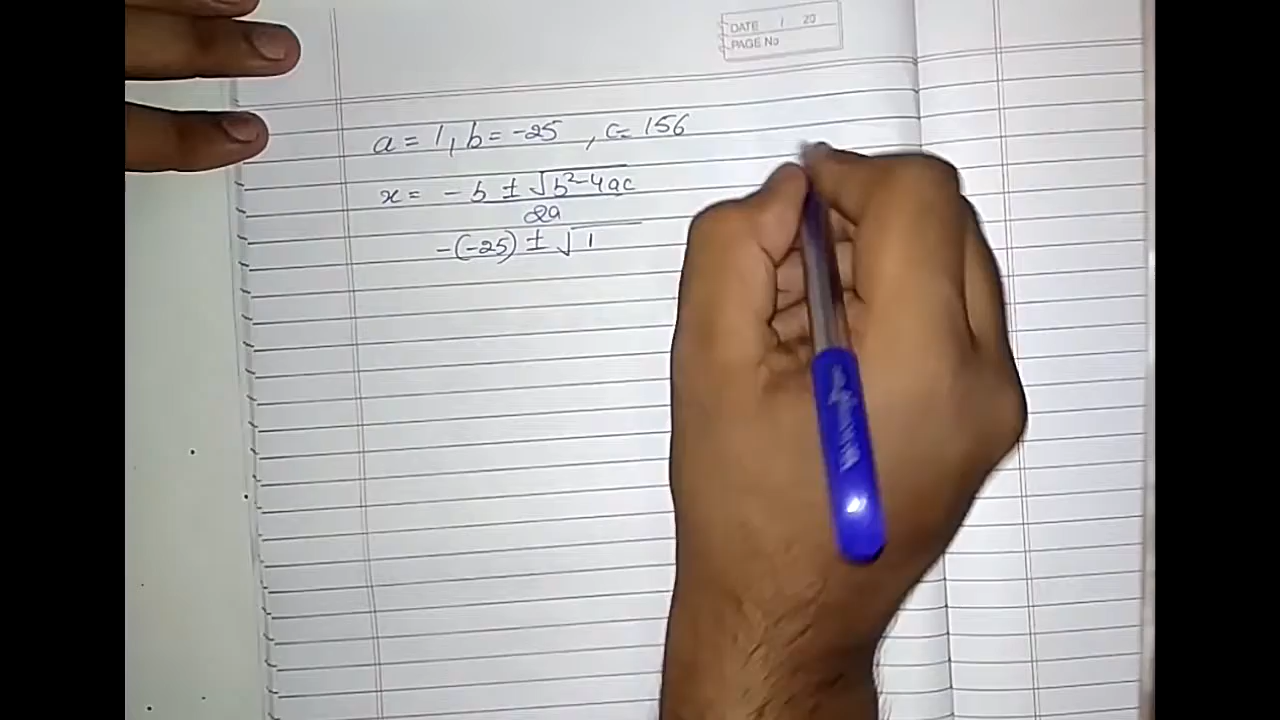 DATE / 20
PAGE No
a = 1, b = -25 , c = 156
x = - b ± √b²-4ac
2a
-(-25) ± √1